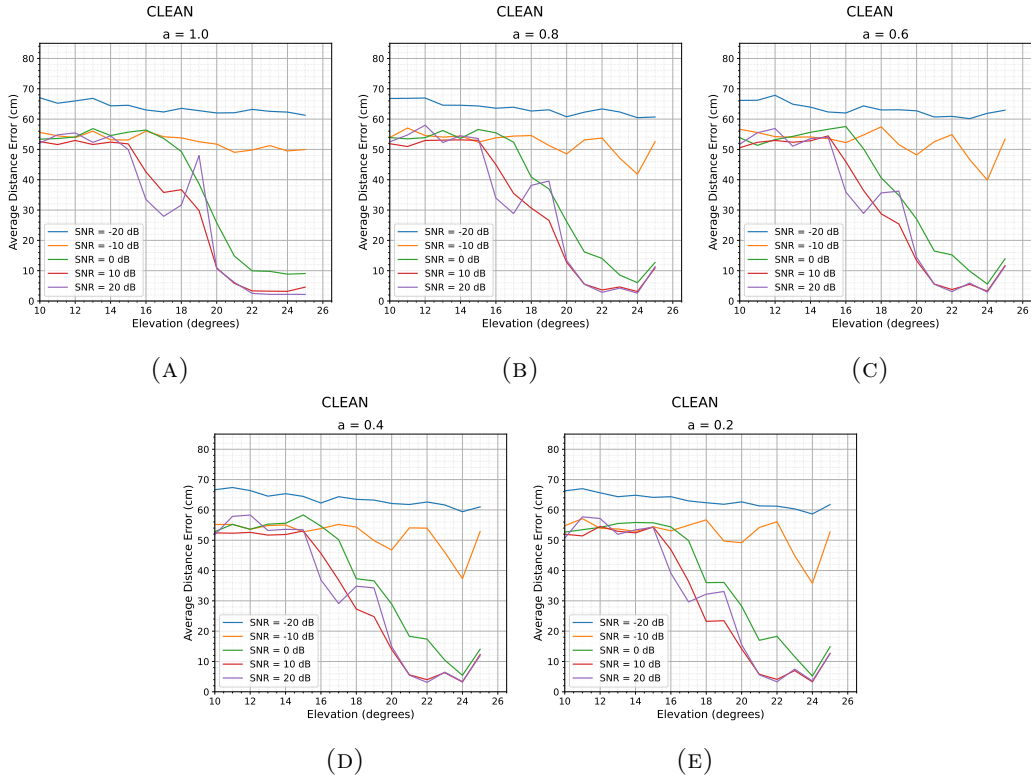 CLEAN
a = 1.0
Average Distance Error (cm)
80
70
60
50
40
30
20
10
0
SNR = -20 dB
SNR = -10 dB
SNR = 0 dB
SNR = 10 dB
SNR = 20 dB
10 12 14 16 18 20 22 24 26
Elevation (degrees)
(A)
CLEAN
a = 0.8
Average Distance Error (cm)
80
70
60
50
40
30
20
10
0
SNR = -20 dB
SNR = -10 dB
SNR = 0 dB
SNR = 10 dB
SNR = 20 dB
10 12 14 16 18 20 22 24 26
Elevation (degrees)
(B)
CLEAN
a = 0.6
Average Distance Error (cm)
80
70
60
50
40
30
20
10
0
SNR = -20 dB
SNR = -10 dB
SNR = 0 dB
SNR = 10 dB
SNR = 20 dB
10 12 14 16 18 20 22 24 26
Elevation (degrees)
(C)
CLEAN
a = 0.4
Average Distance Error (cm)
80
70
60
50
40
30
20
10
0
SNR = -20 dB
SNR = -10 dB
SNR = 0 dB
SNR = 10 dB
SNR = 20 dB
10 12 14 16 18 20 22 24 26
Elevation (degrees)
(D)
CLEAN
a = 0.2
Average Distance Error (cm)
80
70
60
50
40
30
20
10
0
SNR = -20 dB
SNR = -10 dB
SNR = 0 dB
SNR = 10 dB
SNR = 20 dB
10 12 14 16 18 20 22 24 26
Elevation (degrees)
(E)